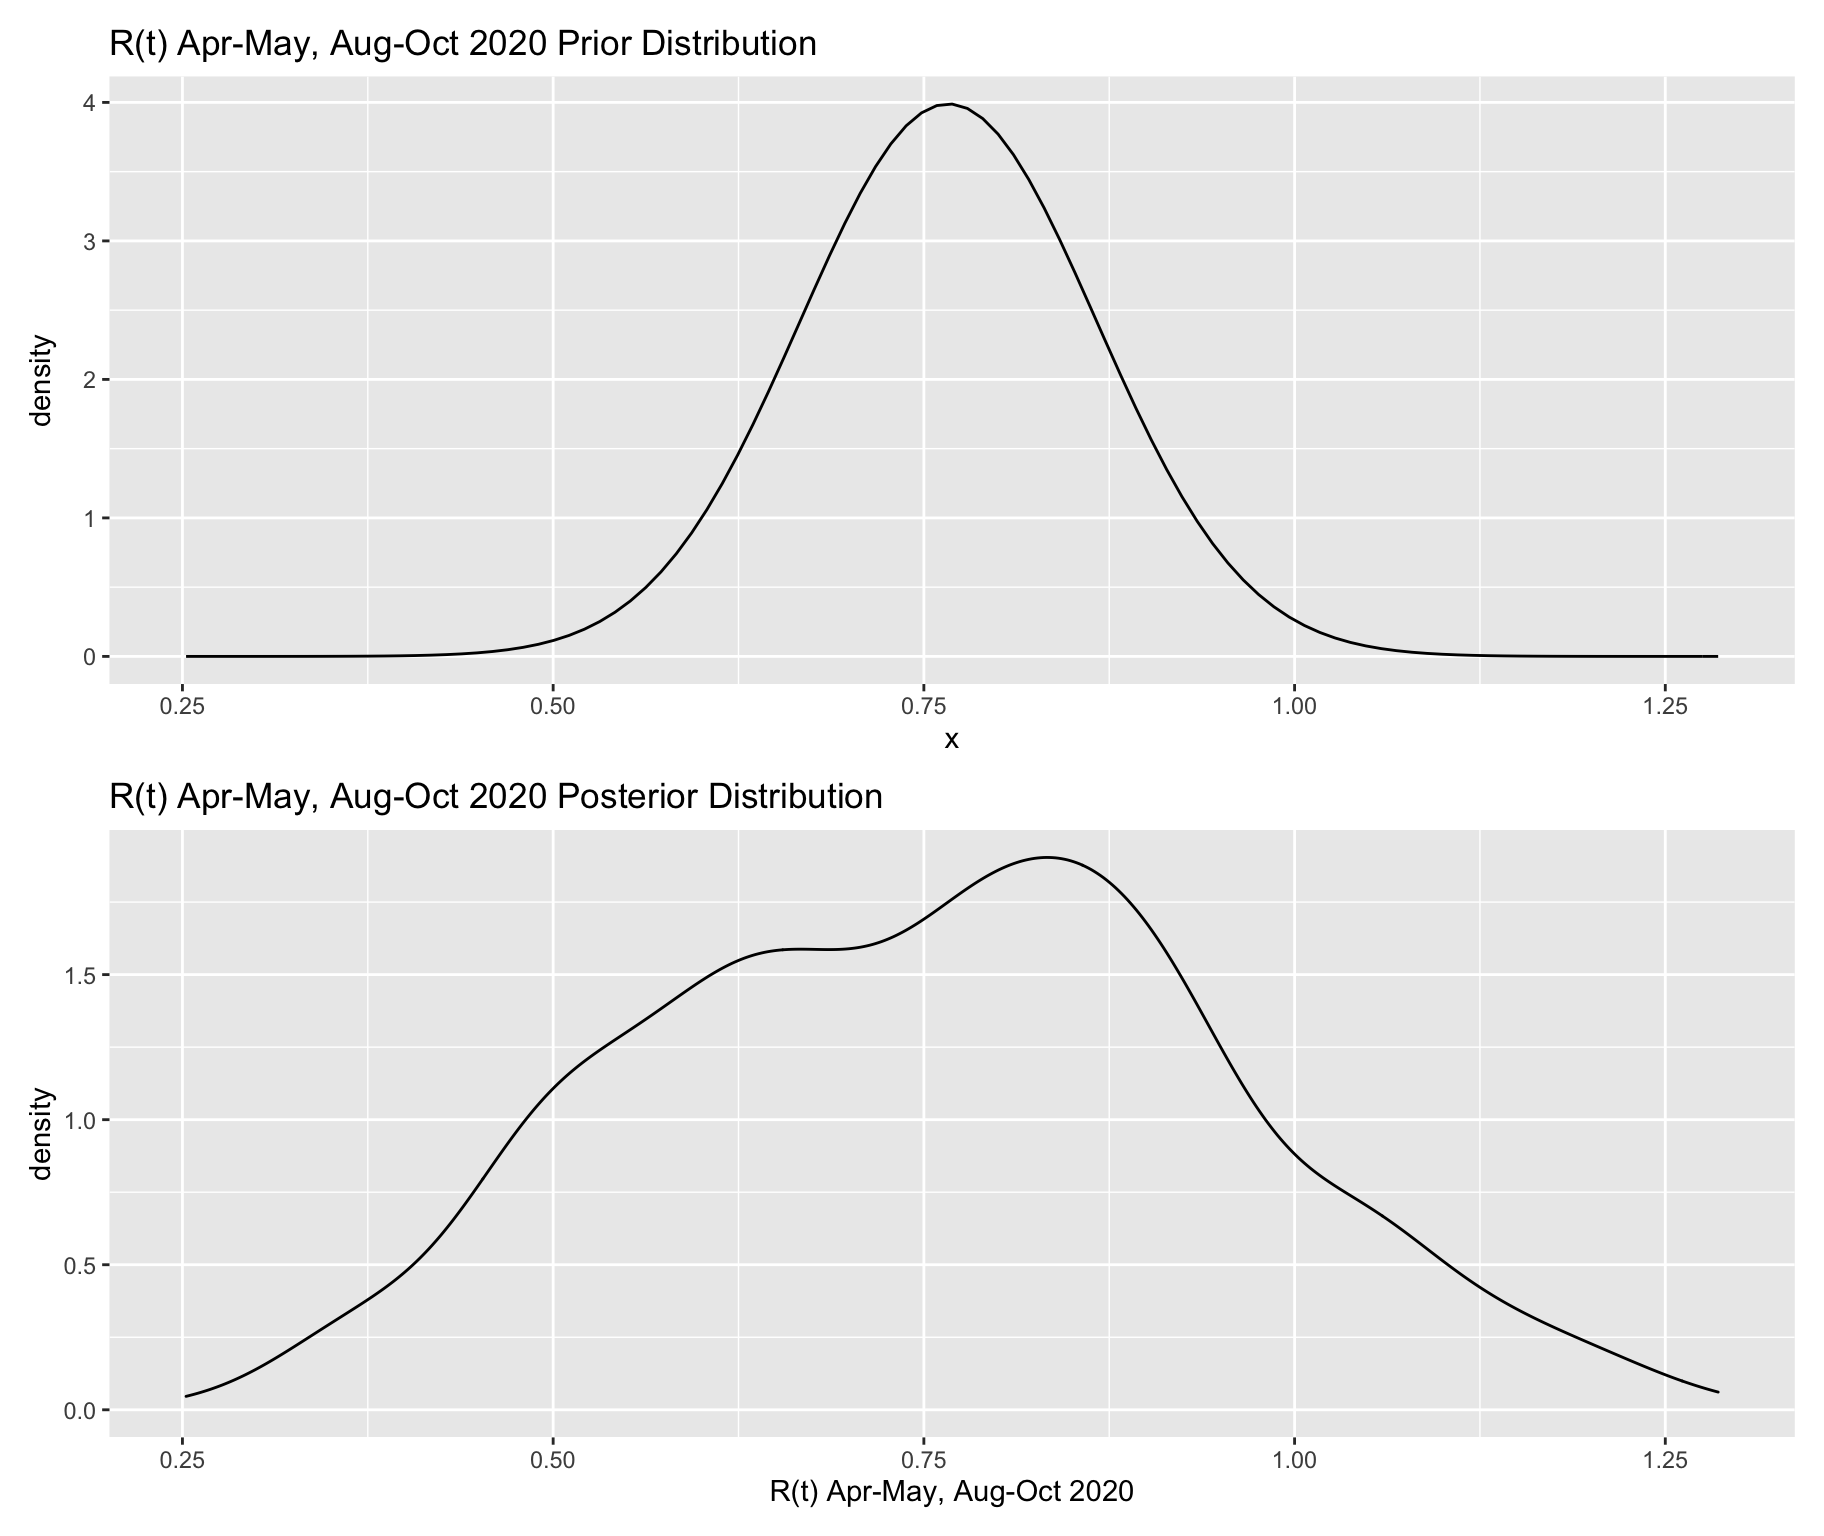 R(t) Apr-May, Aug-Oct 2020 Prior Distribution
4
3
2
1
0
density
0.25 0.50 0.75 1.00 1.25
x
R(t) Apr-May, Aug-Oct 2020 Posterior Distribution
1.5
1.0
0.5
0.0
density
0.25 0.50 0.75 1.00 1.25
R(t) Apr-May, Aug-Oct 2020